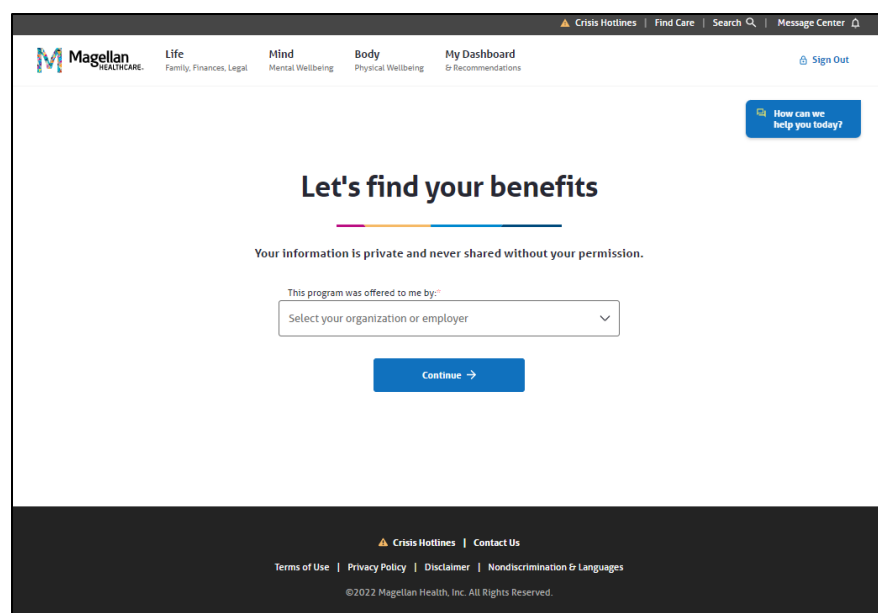 Crisis Hotlines | Find Care | Search | Message Center
Magellan
HEALTHCARE.
Life
Family, Finances, Legal
Mind
Mental Wellbeing
Body
Physical Wellbeing
My Dashboard
& Recommendations
Sign Out
How can we
help you today?
Let's find your benefits
Your information is private and never shared without your permission.
This program was offered to me by:*
Select your organization or employer
Continue →
Crisis Hotlines | Contact Us
Terms of Use | Privacy Policy | Disclaimer | Nondiscrimination & Languages
©2022 Magellan Health, Inc. All Rights Reserved.